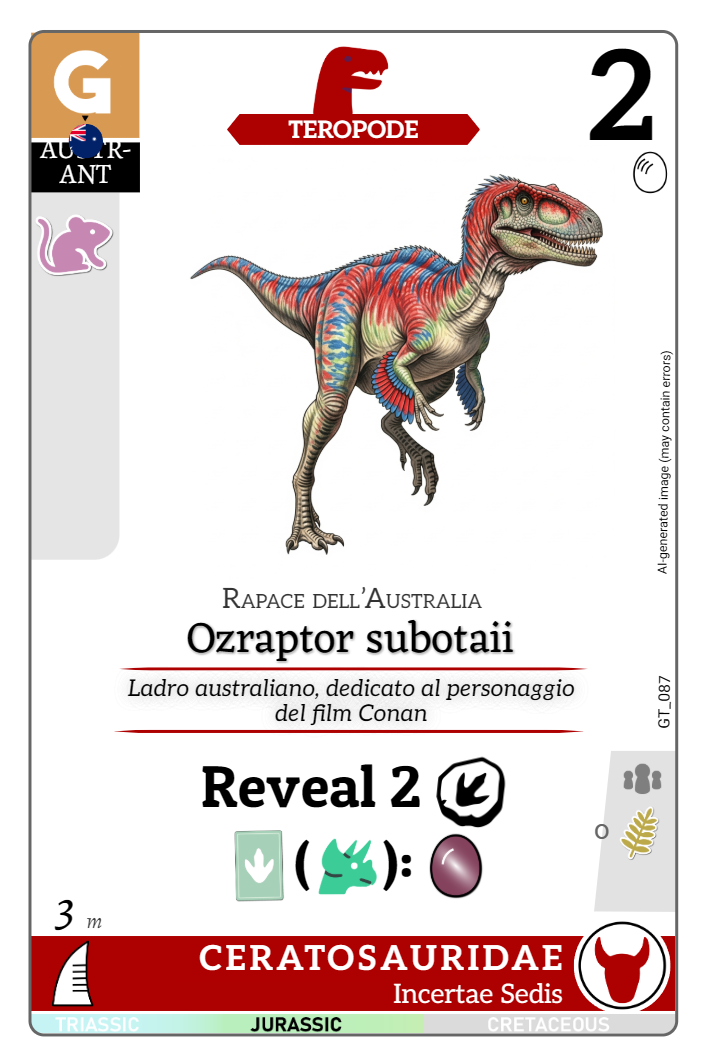 G
2
TEROPODE
AUSTR-
ANT
AI-generated image (may contain errors)
Rapace dell'Australia
Ozraptor subotaii
Ladro australiano, dedicato al personaggio
del film Conan
GT_087
Reveal 2
( ):
o
3 m
CERATOSAURIDAE
Incertae Sedis
TRIASSIC JURASSIC CRETACEOUS